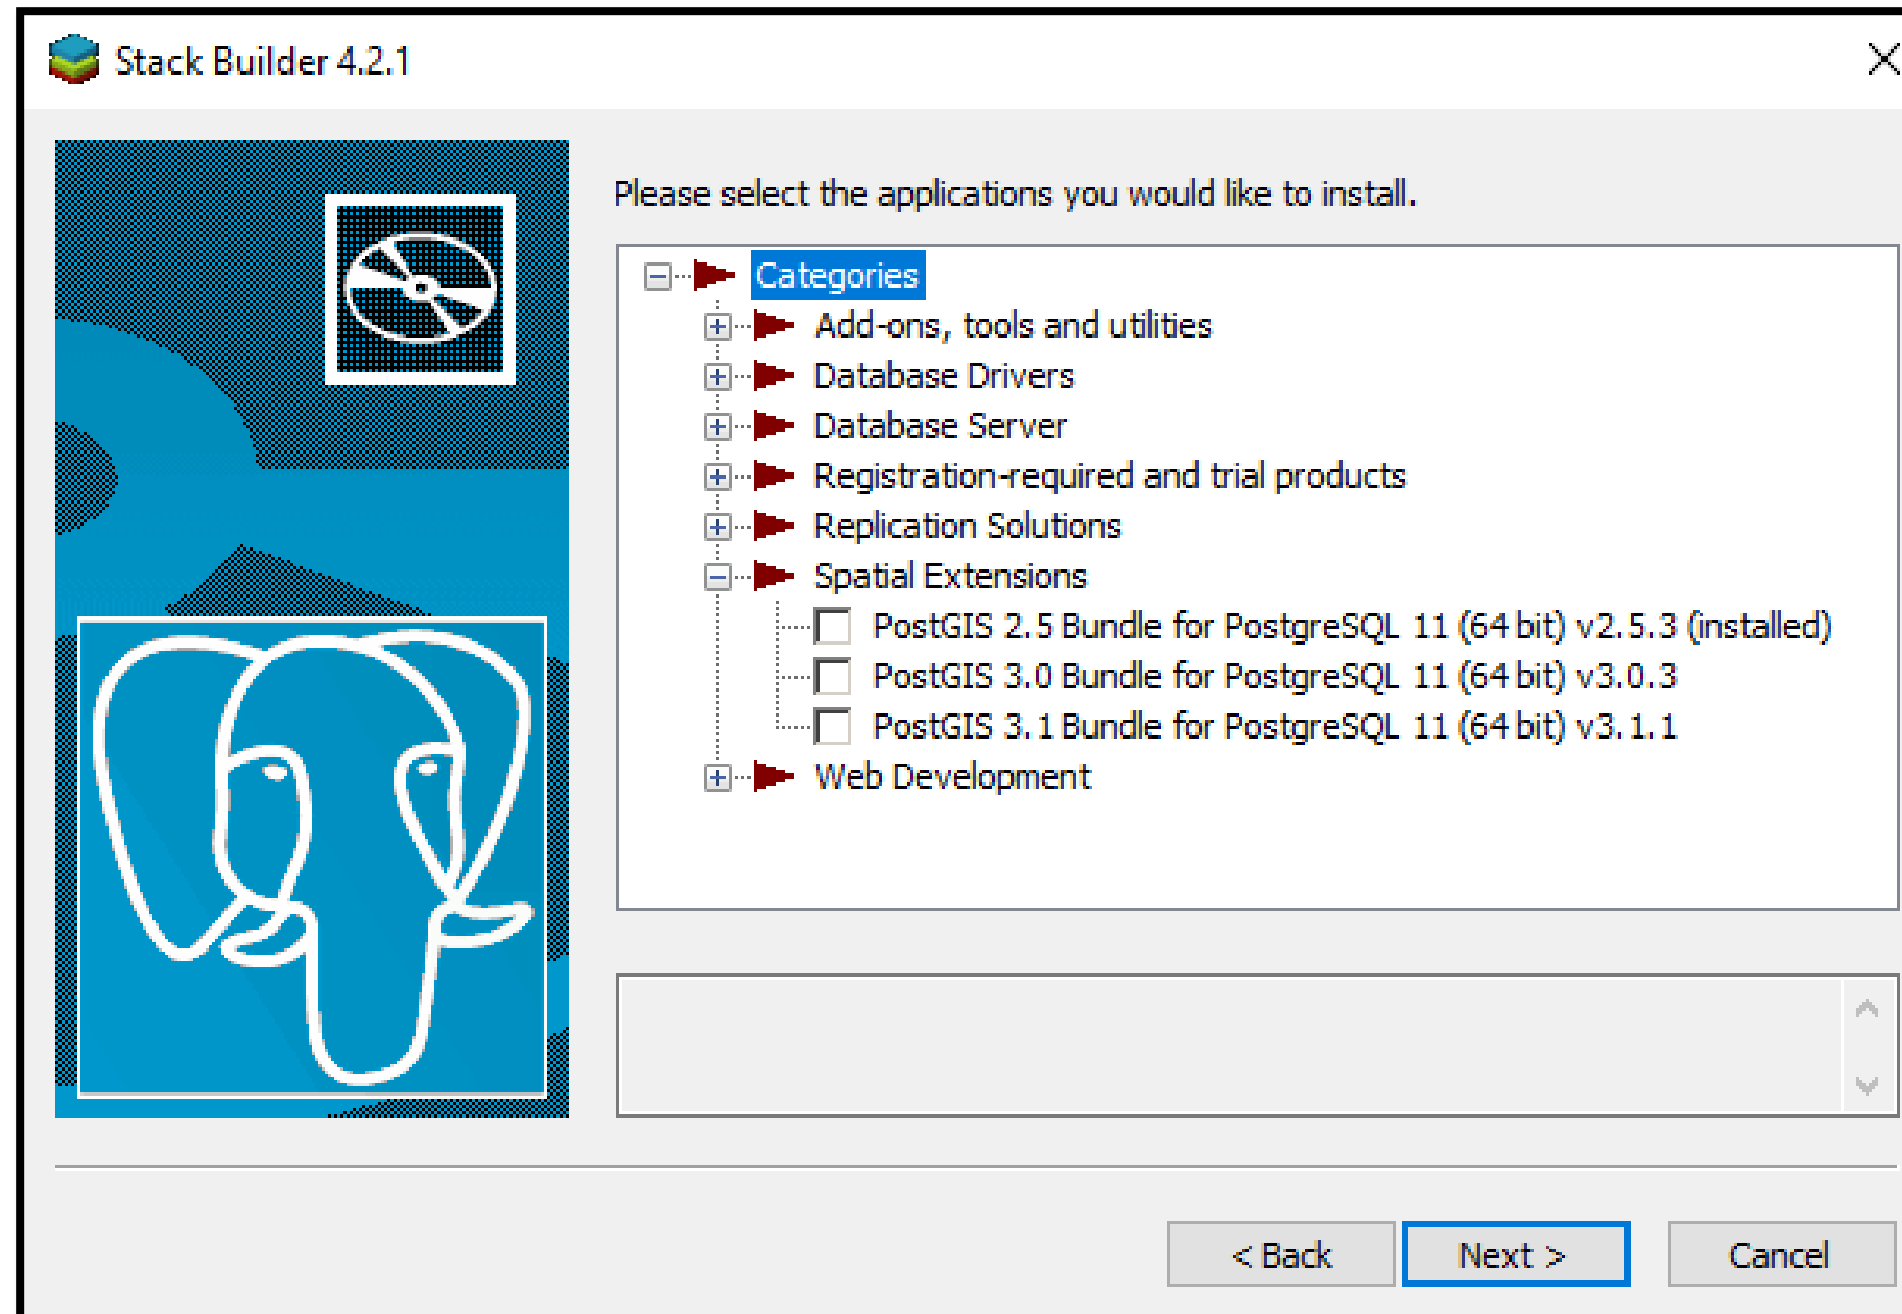 Stack Builder 4.2.1
Please select the applications you would like to install.
Categories
Add-ons, tools and utilities
Database Drivers
Database Server
Registration-required and trial products
Replication Solutions
Spatial Extensions
PostGIS 2.5 Bundle for PostgreSQL 11 (64 bit) v2.5.3 (installed)
PostGIS 3.0 Bundle for PostgreSQL 11 (64 bit) v3.0.3
PostGIS 3.1 Bundle for PostgreSQL 11 (64 bit) v3.1.1
Web Development
< Back Next > Cancel